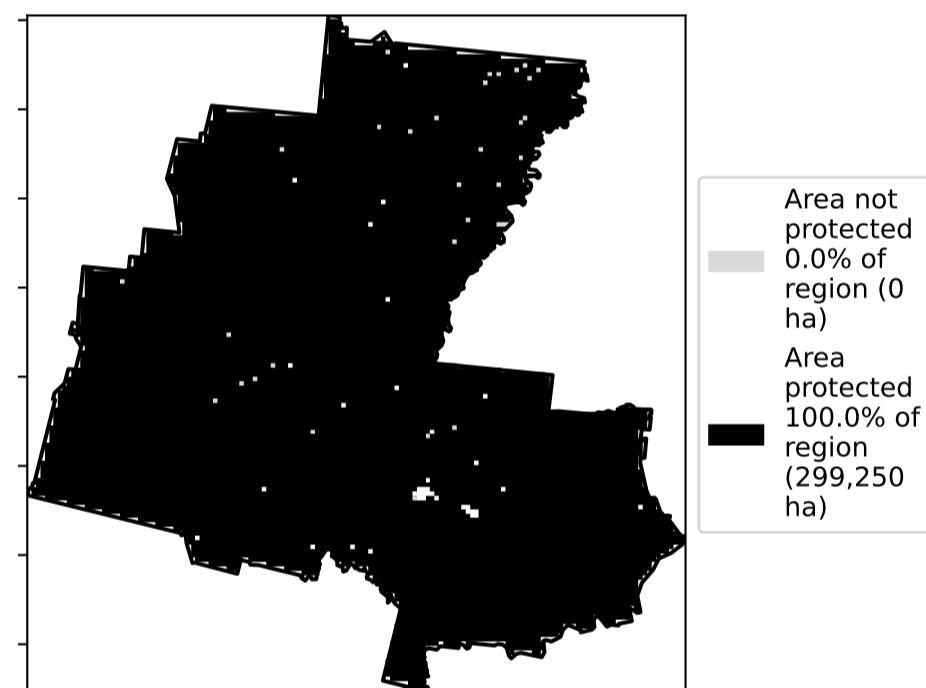 Area not
protected
0.0% of
region (0
ha)
Area
protected
100.0% of
region
(299,250
ha)